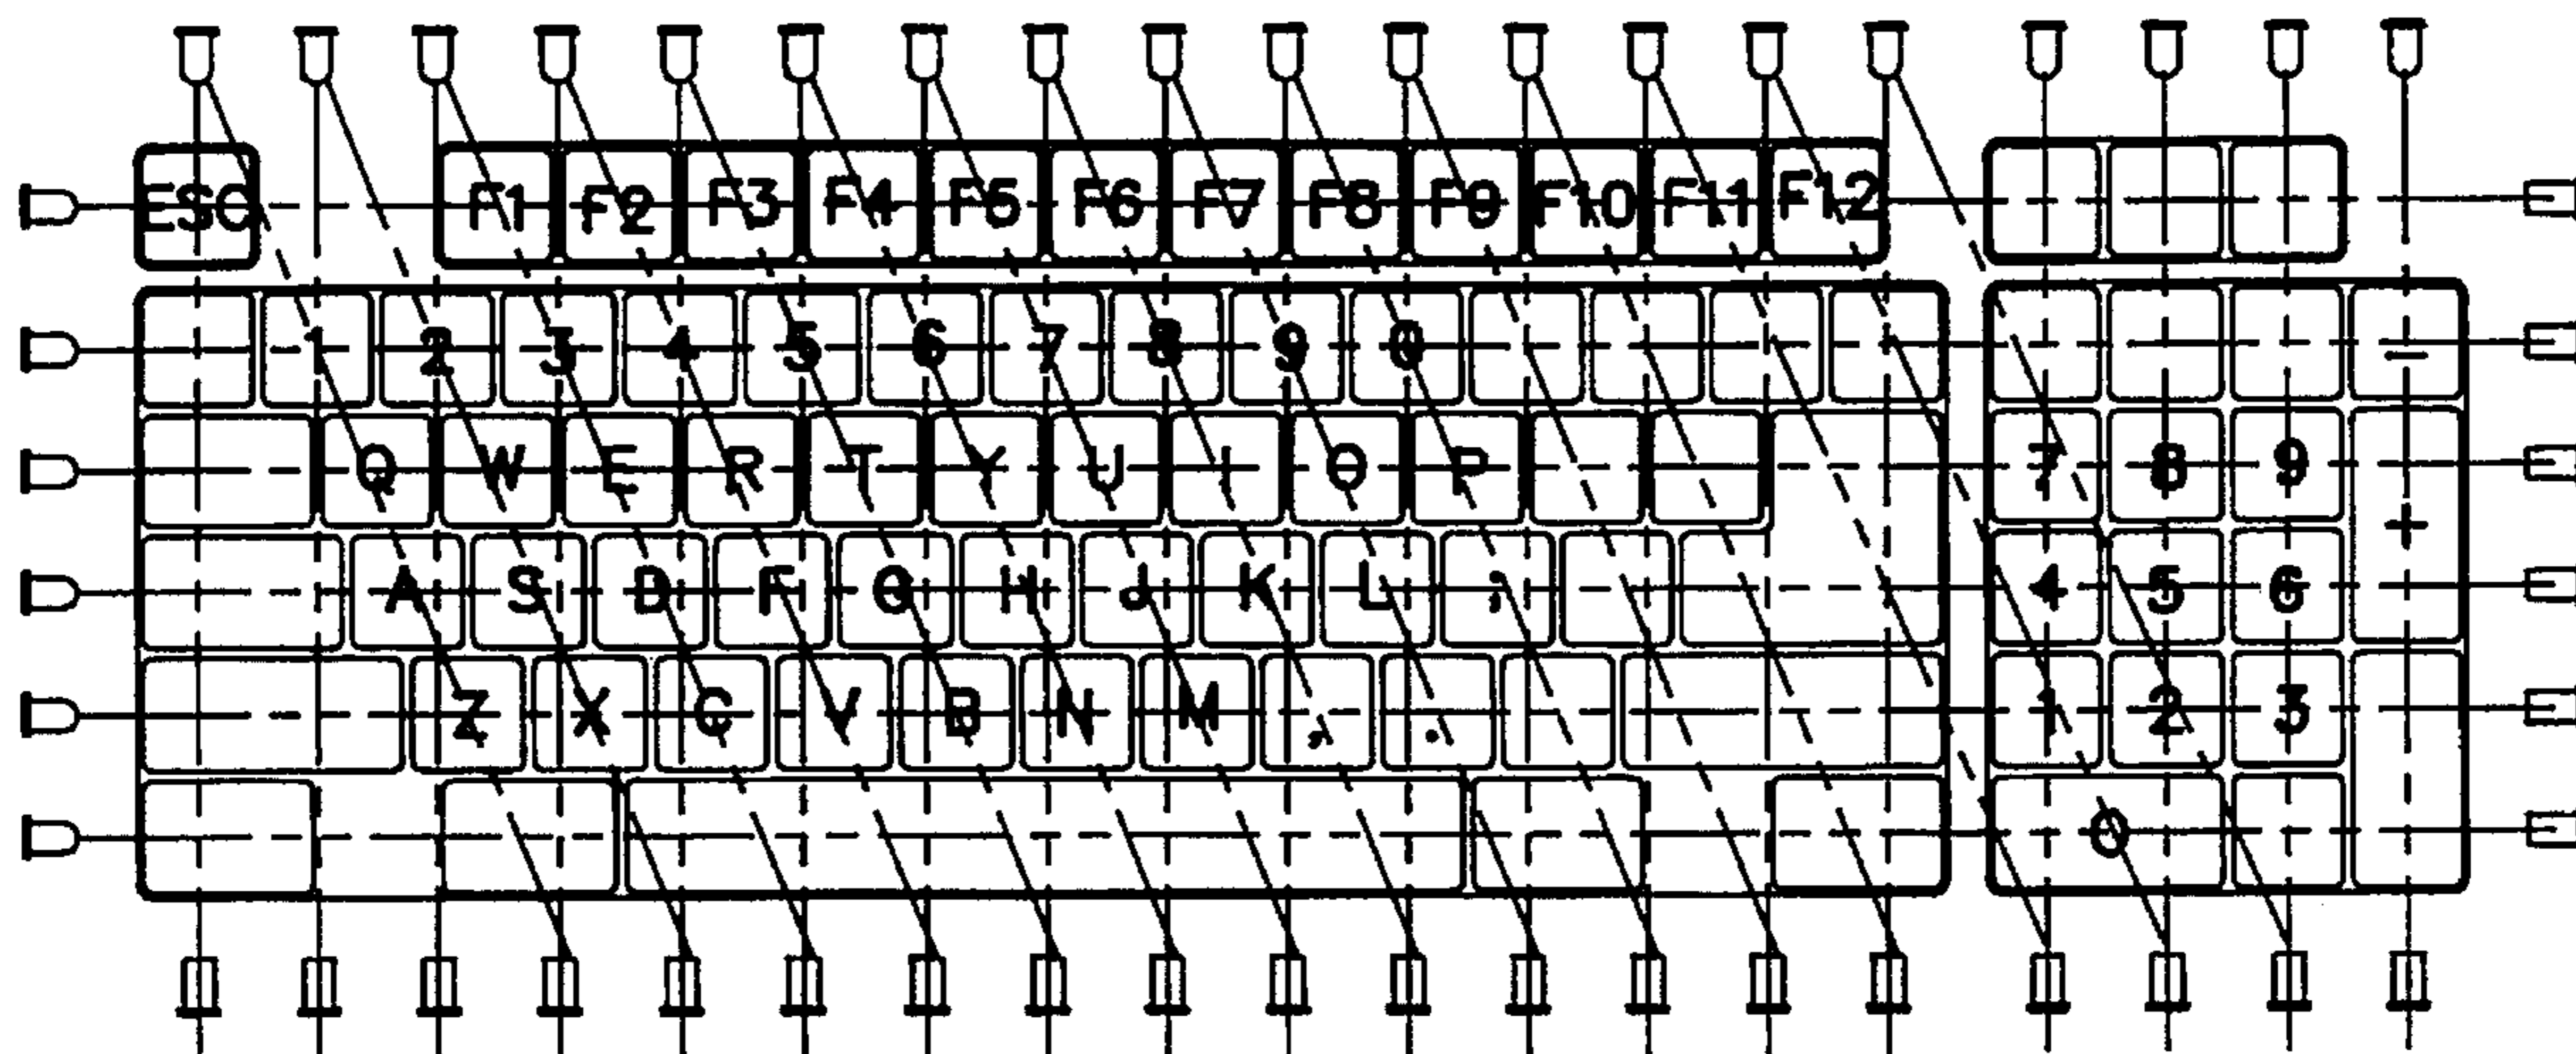 ESC F1 F2 F3 F4 F5 F6 F7 F8 F9 F10 F11 F12
1 2 3 4 5 6 7 8 9 0 −
Q W E R T Y U I O P 7 8 9 +
A S D F G H J K L ; 4 5 6
Z X C V B N M , . 1 2 3
0